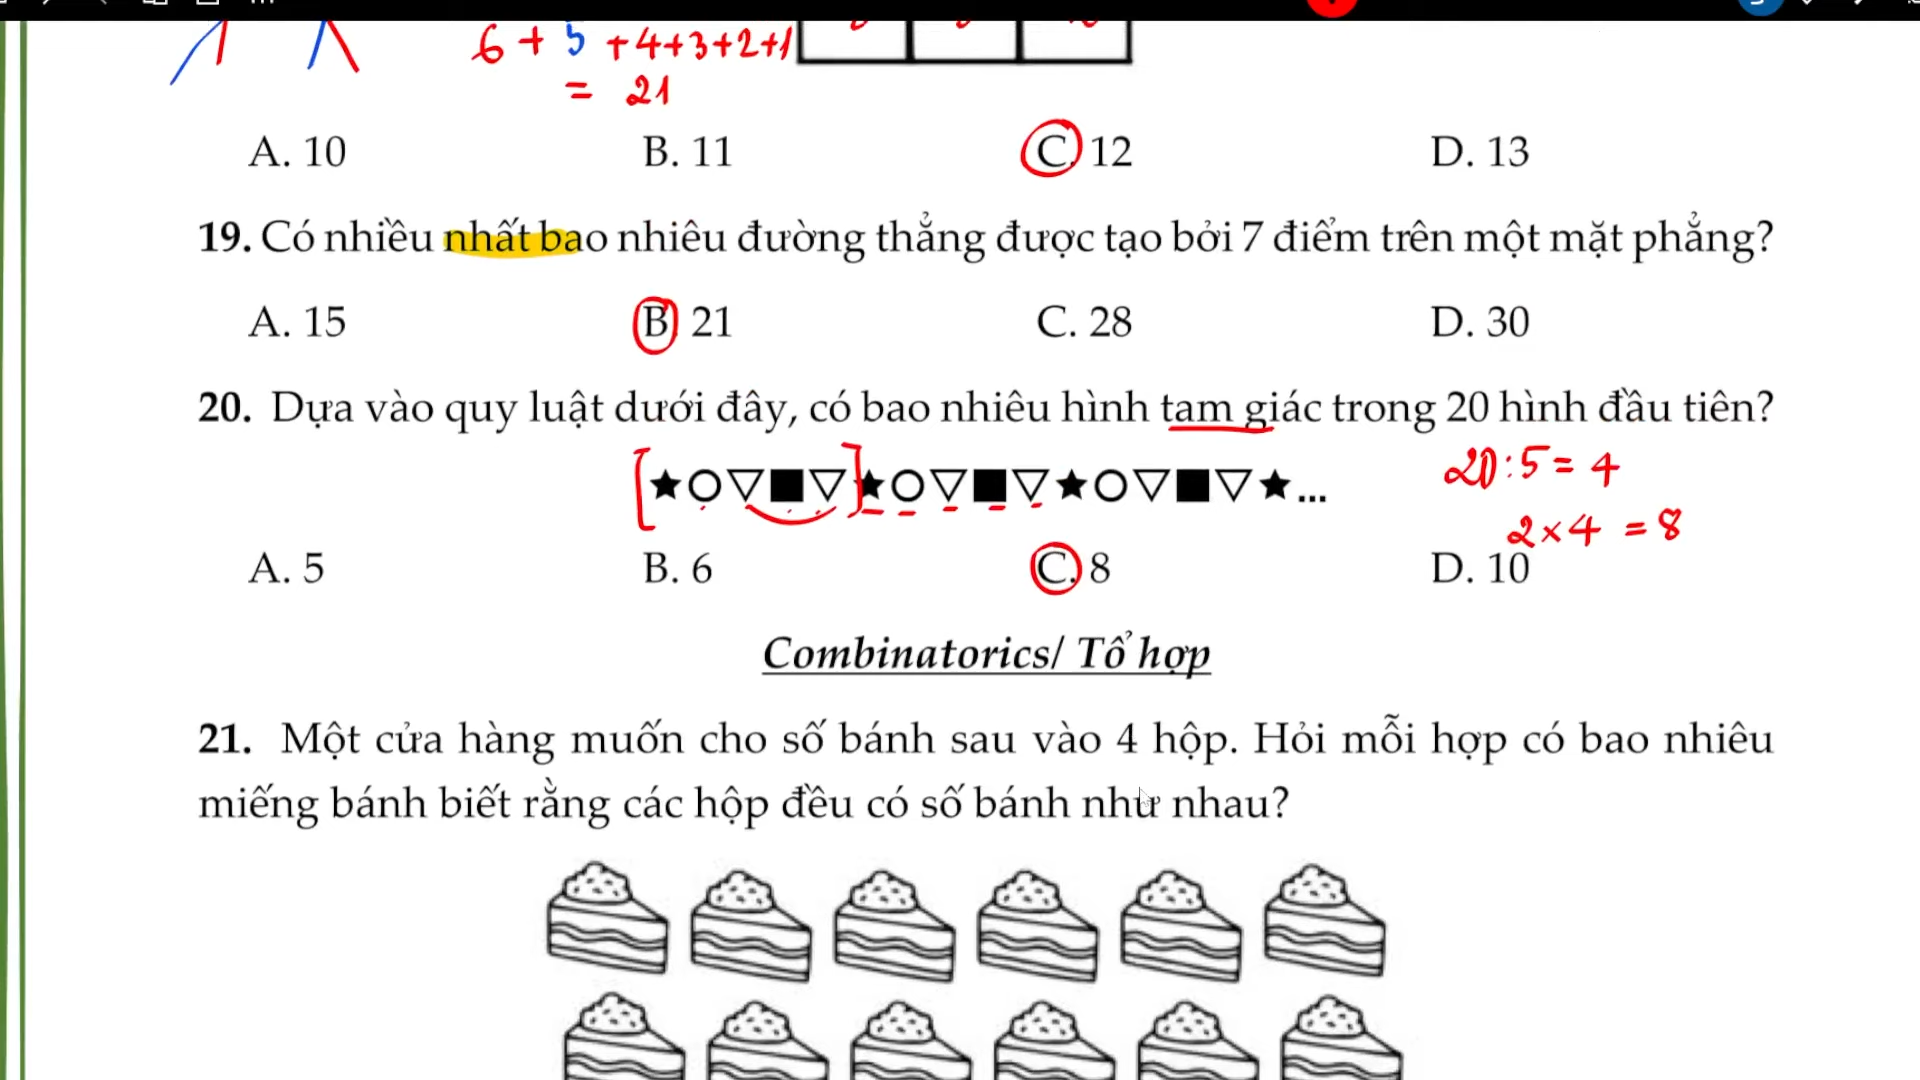 6 + 5 +4+3+2+1
= 21
A. 10 B. 11 C. 12 D. 13
19. Có nhiều nhất bao nhiêu đường thẳng được tạo bởi 7 điểm trên một mặt phẳng?
A. 15 B. 21 C. 28 D. 30
20. Dựa vào quy luật dưới đây, có bao nhiêu hình tam giác trong 20 hình đầu tiên?
20:5= 4
★○▽■▽★○▽■▽★○▽■▽★...
2×4 =8
A. 5 B. 6 C. 8 D. 10
Combinatorics/ Tổ hợp
21. Một cửa hàng muốn cho số bánh sau vào 4 hộp. Hỏi mỗi hợp có bao nhiêu
miếng bánh biết rằng các hộp đều có số bánh như nhau?